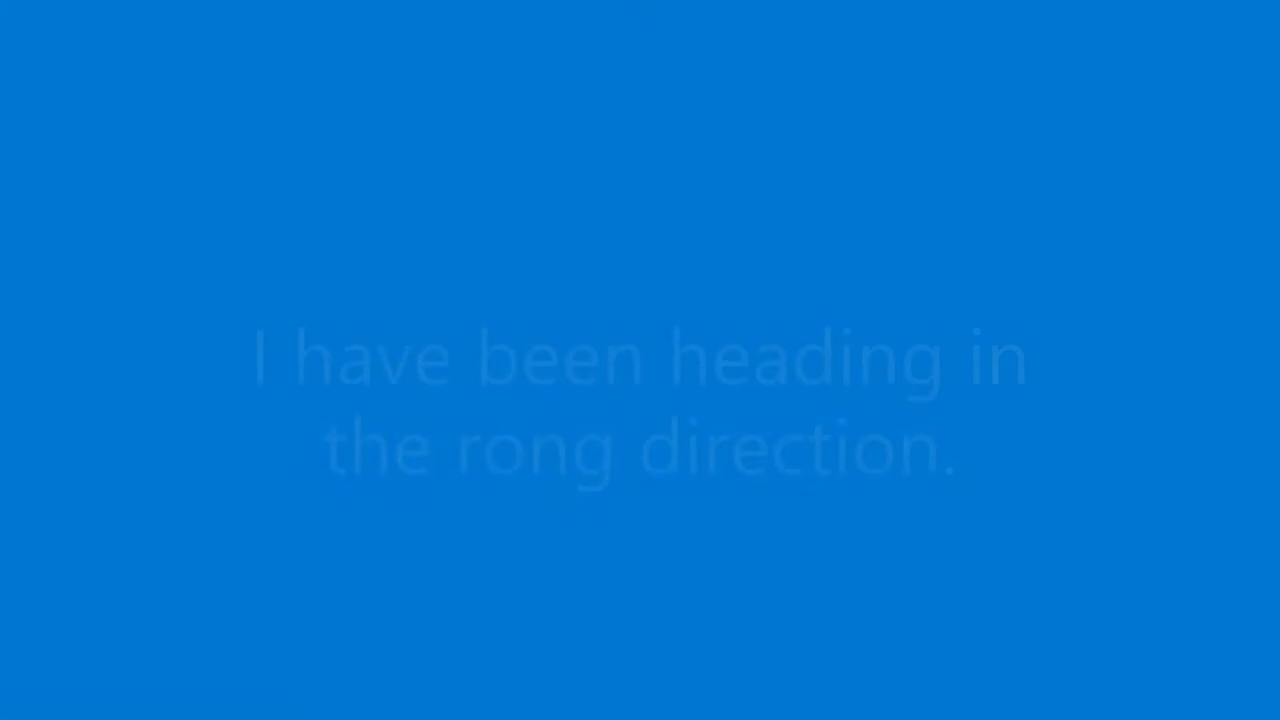 I have been heading in
the rong direction.